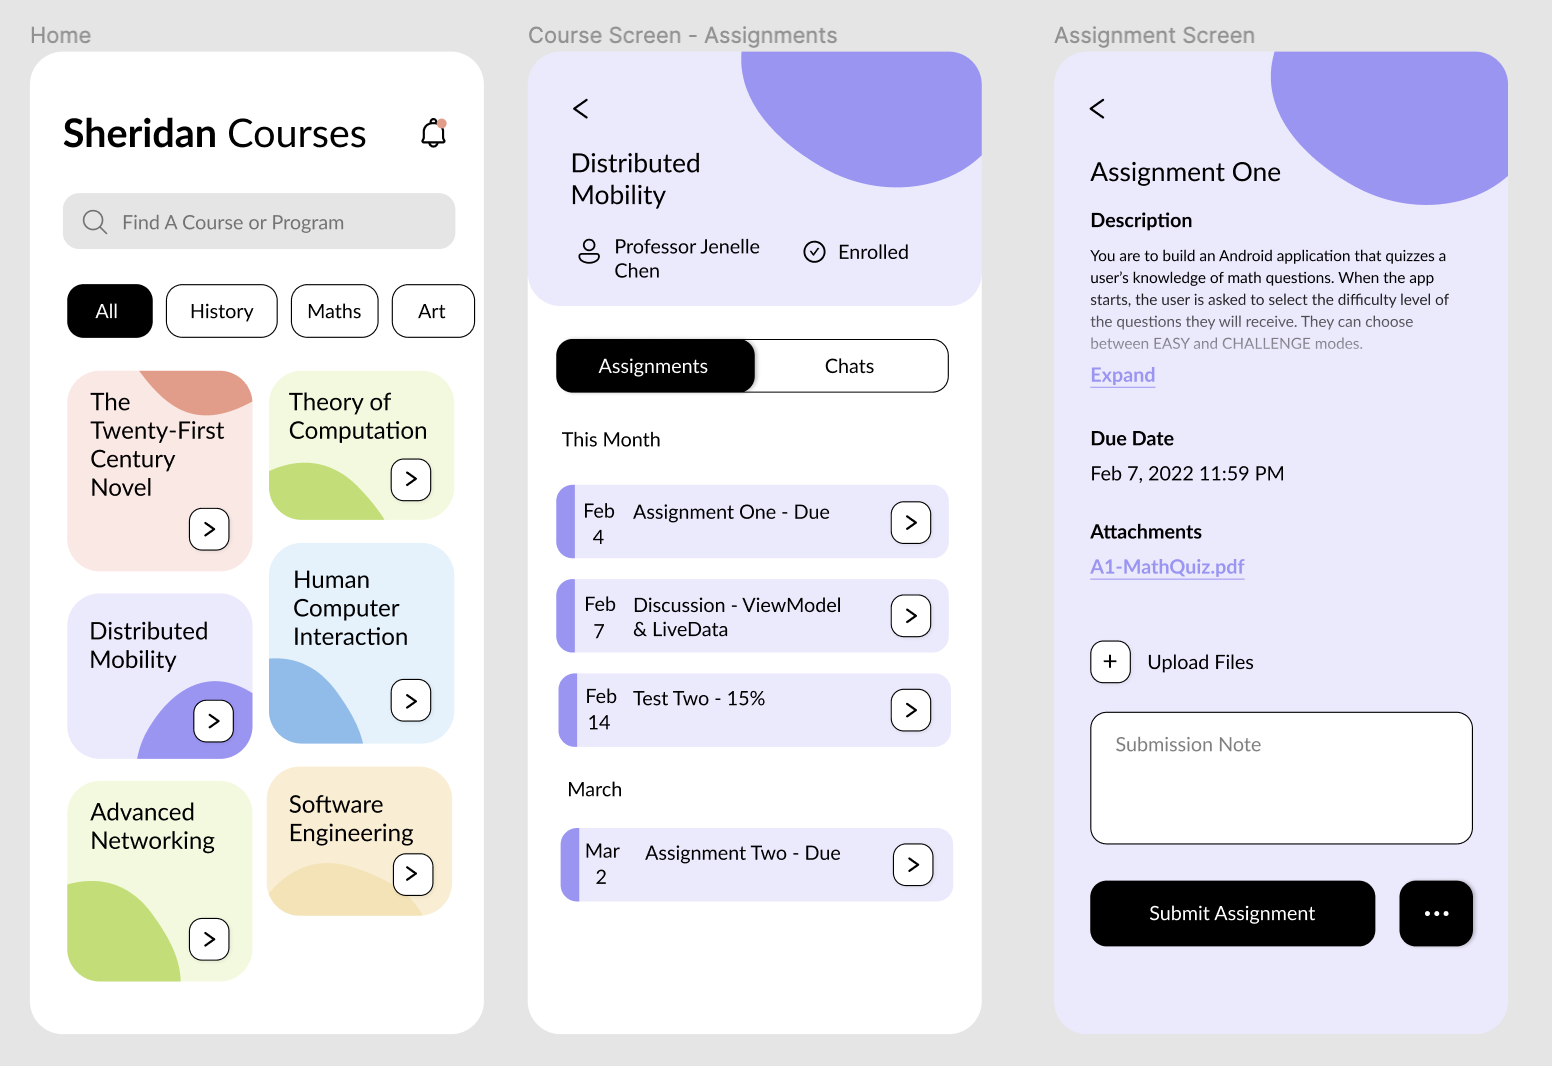 Home
Sheridan Courses
Find A Course or Program
All
History
Maths
Art
The
Twenty-First
Century
Novel
Theory of
Computation
Distributed
Mobility
Human
Computer
Interaction
Advanced
Networking
Software
Engineering
Course Screen - Assignments
Distributed
Mobility
Professor Jenelle
Chen
Enrolled
Assignments
Chats
This Month
Feb
4
Assignment One - Due
Feb
7
Discussion - ViewModel
& LiveData
Feb
14
Test Two - 15%
March
Mar
2
Assignment Two - Due
Assignment Screen
Assignment One
Description
You are to build an Android application that quizzes a
user’s knowledge of math questions. When the app
starts, the user is asked to select the difficulty level of
the questions they will receive. They can choose
between EASY and CHALLENGE modes.
Expand
Due Date
Feb 7, 2022 11:59 PM
Attachments
A1-MathQuiz.pdf
Upload Files
Submission Note
Submit Assignment